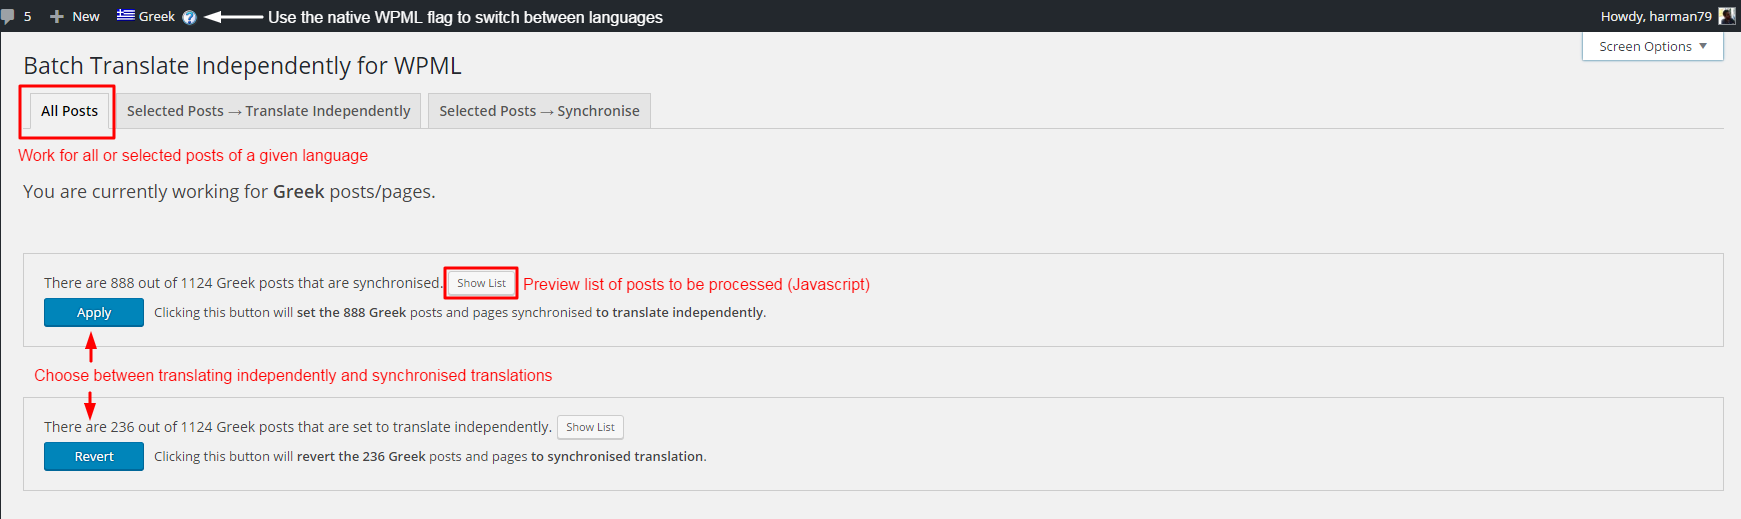 5 New Greek Use the native WPML flag to switch between languages Howdy, harman79
Screen Options
Batch Translate Independently for WPML
All Posts Selected Posts → Translate Independently Selected Posts → Synchronise
Work for all or selected posts of a given language
You are currently working for Greek posts/pages.
There are 888 out of 1124 Greek posts that are synchronised. Show List Preview list of posts to be processed (Javascript)
Apply Clicking this button will set the 888 Greek posts and pages synchronised to translate independently.
Choose between translating independently and synchronised translations
There are 236 out of 1124 Greek posts that are set to translate independently. Show List
Revert Clicking this button will revert the 236 Greek posts and pages to synchronised translation.